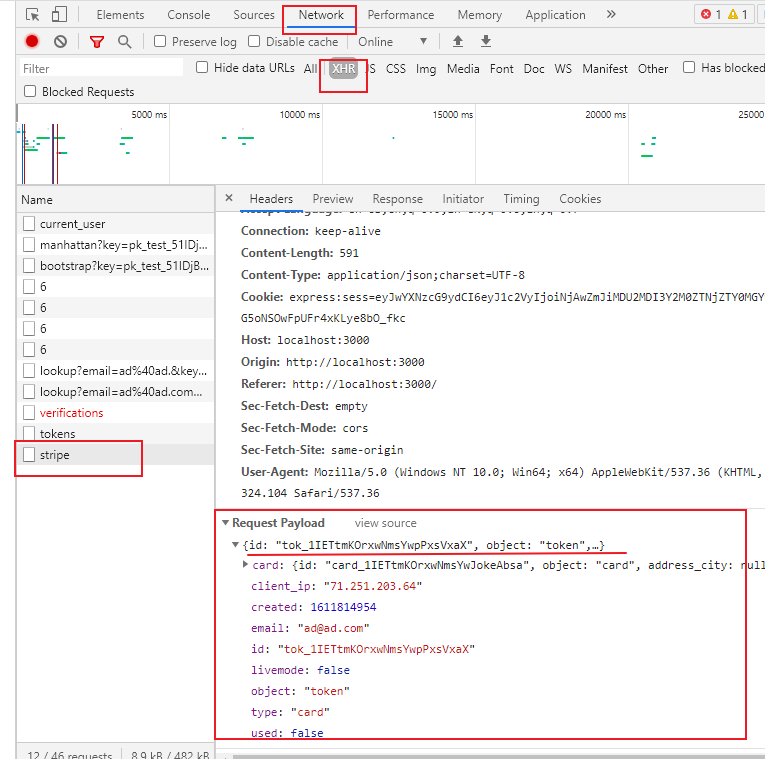 Elements Console Sources Network Performance Memory Application » 1 1
Preserve log Disable cache Online ▼
Filter Hide data URLs All XHR JS CSS Img Media Font Doc WS Manifest Other Has blocked
Blocked Requests
5000 ms 10000 ms 15000 ms 20000 ms 25000
Name
current_user
manhattan?key=pk_test_51IDj...
bootstrap?key=pk_test_51IDjB...
6
6
6
6
lookup?email=ad%40ad.&key...
lookup?email=ad%40ad.com...
verifications
tokens
stripe
12 / 46 requests 8.9 kB / 482 kB
× Headers Preview Response Initiator Timing Cookies
Connection: keep-alive
Content-Length: 591
Content-Type: application/json;charset=UTF-8
Cookie: express:sess=eyJwYXNzcG9ydCI6eyJ1c2VyIjoiNjAwZmJiMDU2MDI3Y2M0ZTNjZTY0MGY
G5oNSOwFpUFr4xKLye8bO_fkc
Host: localhost:3000
Origin: http://localhost:3000
Referer: http://localhost:3000/
Sec-Fetch-Dest: empty
Sec-Fetch-Mode: cors
Sec-Fetch-Site: same-origin
User-Agent: Mozilla/5.0 (Windows NT 10.0; Win64; x64) AppleWebKit/537.36 (KHTML,
324.104 Safari/537.36
▼ Request Payload view source
▼ {id: "tok_1IETtmKOrxwNmsYwpPxsVxaX", object: "token",…}
▶ card: {id: "card_1IETtmKOrxwNmsYwJokeAbsa", object: "card", address_city: null
client_ip: "71.251.203.64"
created: 1611814954
email: "ad@ad.com"
id: "tok_1IETtmKOrxwNmsYwpPxsVxaX"
livemode: false
object: "token"
type: "card"
used: false